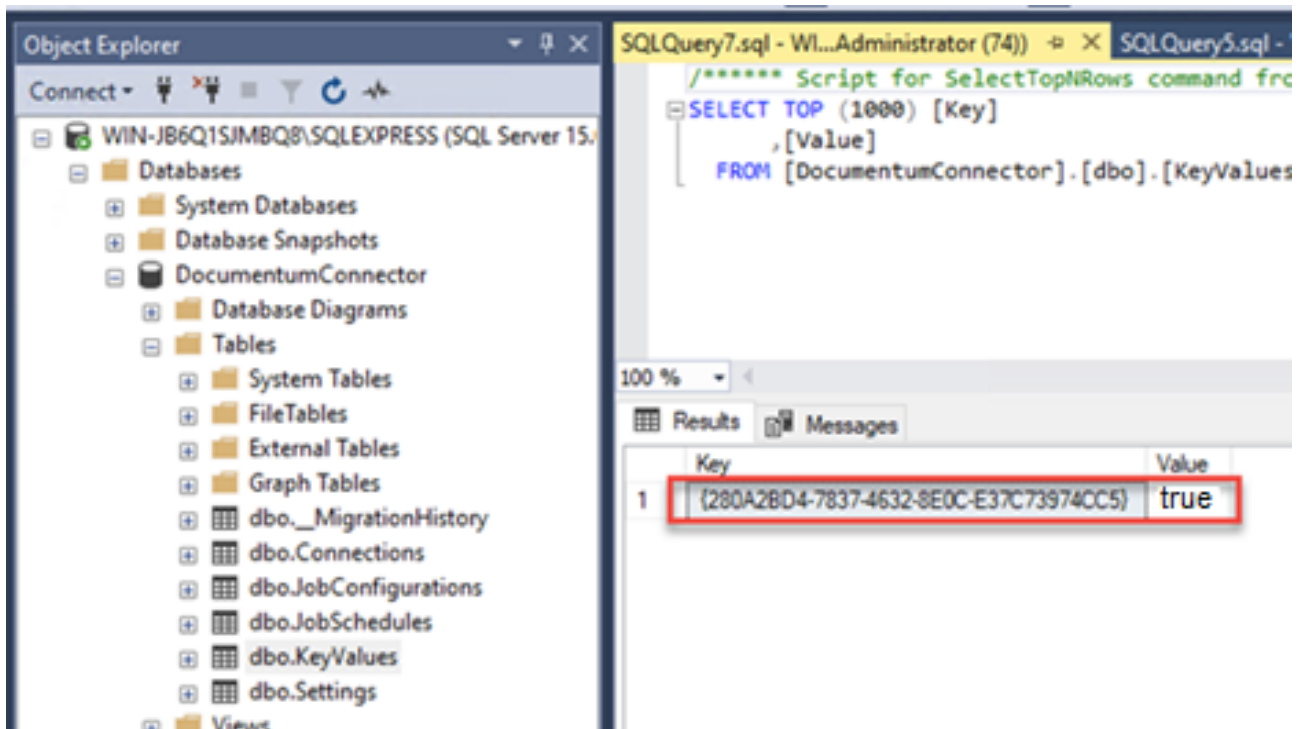 Object Explorer
Connect
WIN-JB6Q1SJMBQ8\SQLEXPRESS (SQL Server 15.
Databases
System Databases
Database Snapshots
DocumentumConnector
Database Diagrams
Tables
System Tables
FileTables
External Tables
Graph Tables
dbo.__MigrationHistory
dbo.Connections
dbo.JobConfigurations
dbo.JobSchedules
dbo.KeyValues
dbo.Settings
Views
SQLQuery7.sql - WI...Administrator (74)) SQLQuery5.sql -
/****** Script for SelectTopNRows command fro
SELECT TOP (1000) [Key]
,[Value]
FROM [DocumentumConnector].[dbo].[KeyValues
100 %
Results Messages
Key Value
1 {280A2BD4-7837-4632-8E0C-E37C73974CC5} true